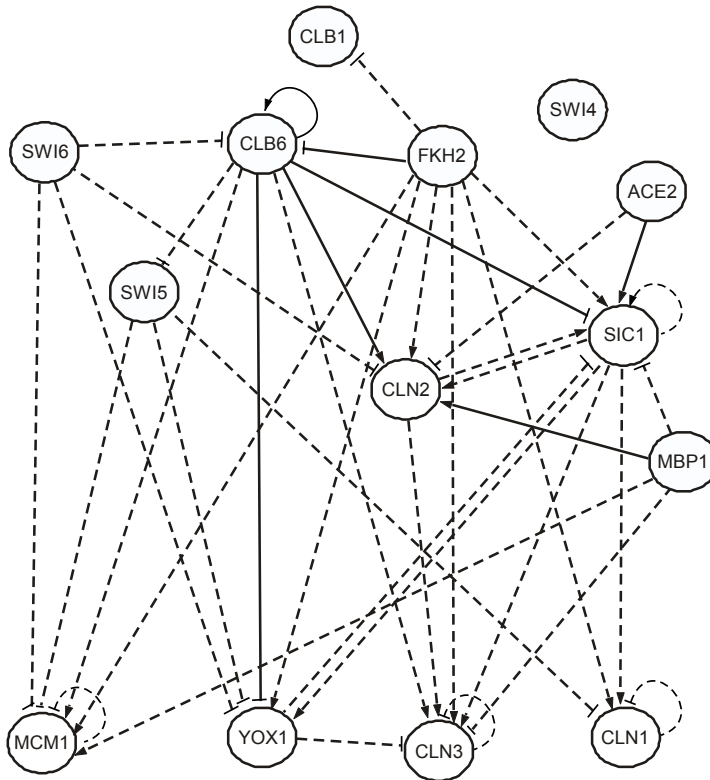 CLB1
SWI4
SWI6
CLB6
FKH2
ACE2
SWI5
SIC1
CLN2
MBP1
MCM1
YOX1
CLN3
CLN1